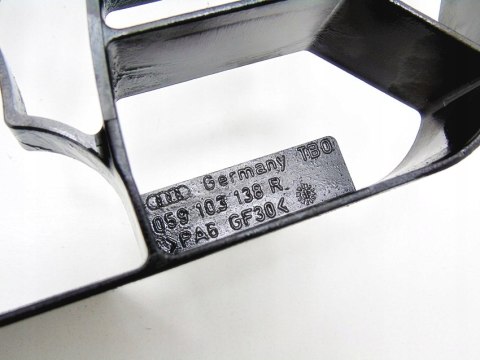 Germany TBO
059 103 138 R
>PA6 GF30<